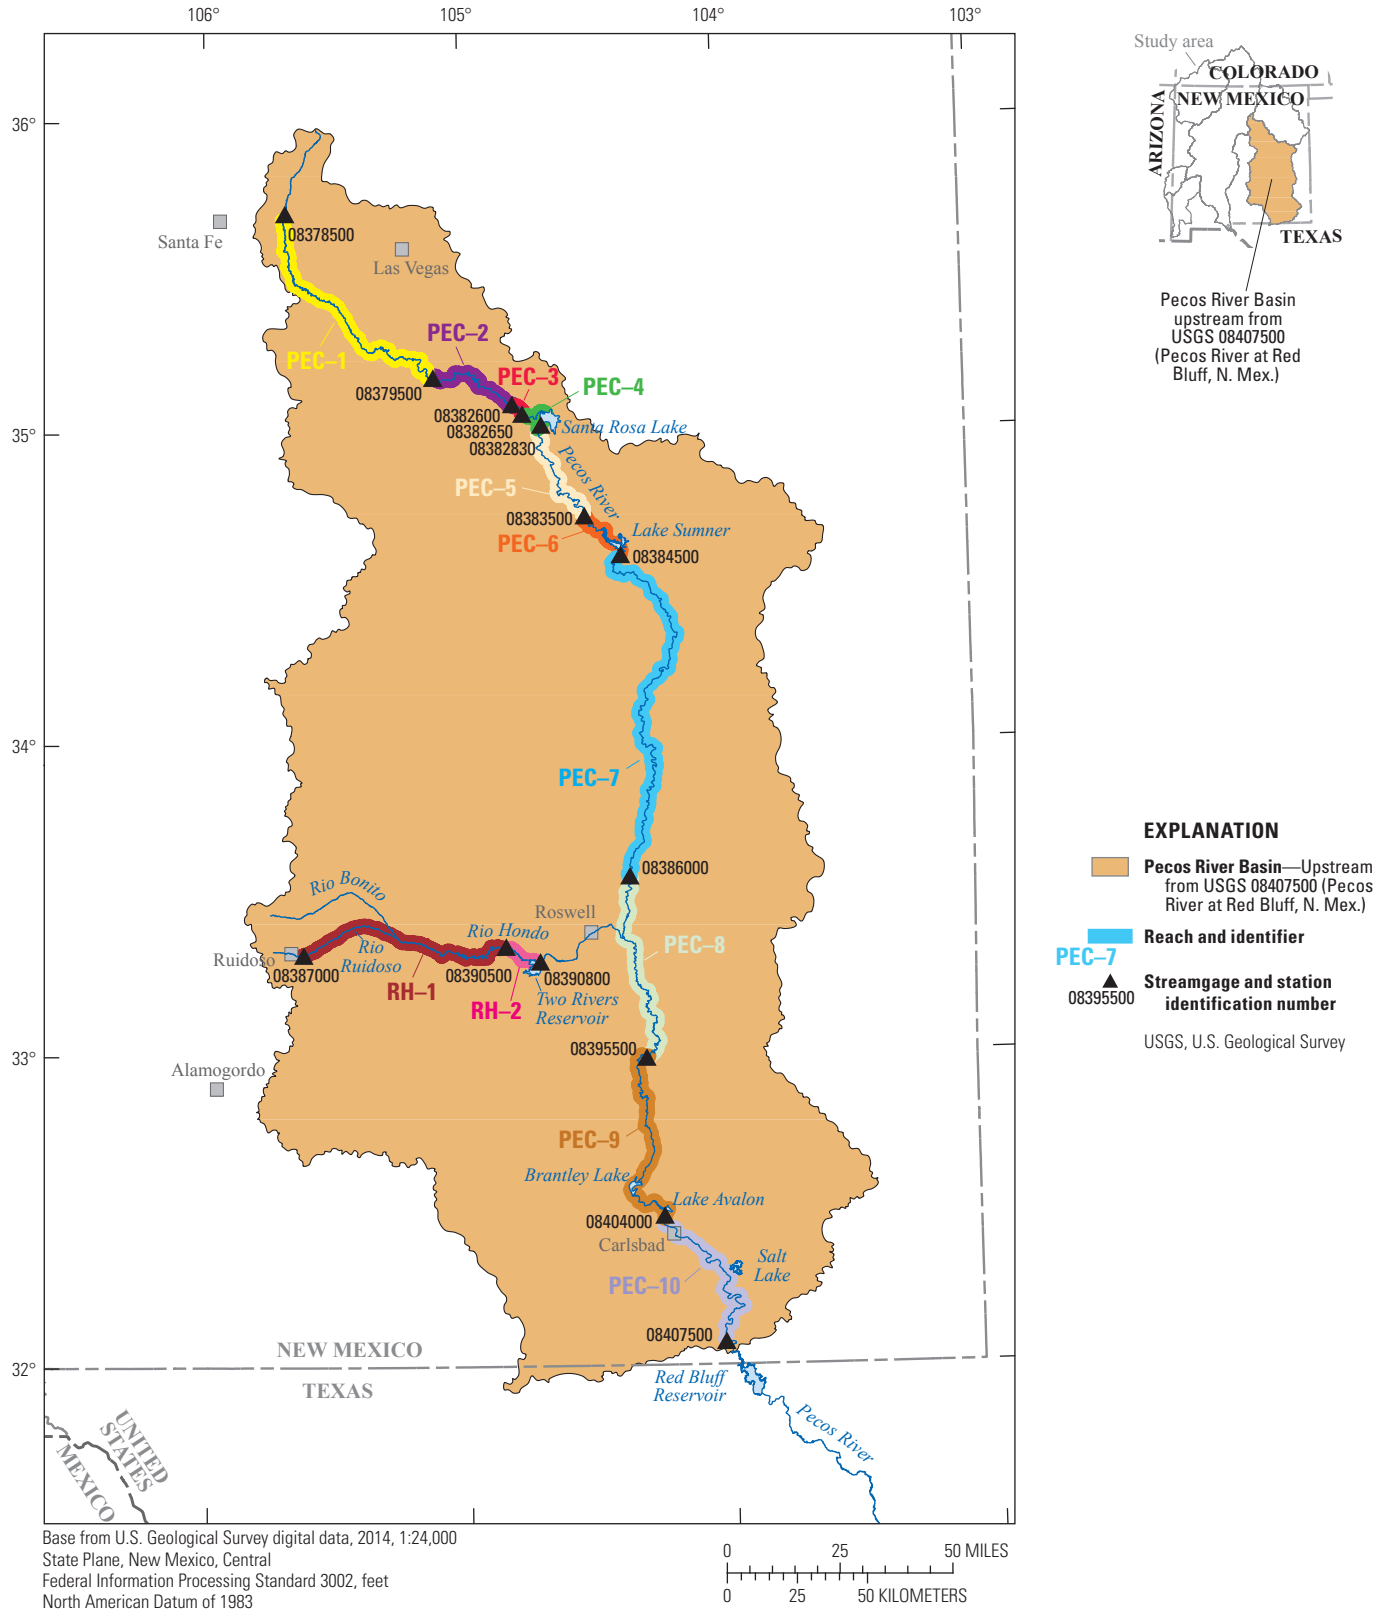 106°
105°
104°
103°
36°
35°
34°
33°
32°
Study area
COLORADO
NEW MEXICO
ARIZONA
TEXAS
Pecos River Basin
upstream from
USGS 08407500
(Pecos River at Red
Bluff, N. Mex.)
Santa Fe
08378500
Las Vegas
PEC–1
PEC–2
08379500
PEC–3
PEC–4
08382600
08382650
08382830
Santa Rosa Lake
Pecos River
PEC–5
08383500
PEC–6
Lake Sumner
08384500
PEC–7
08386000
Rio Bonito
Roswell
Rio Hondo
Ruidoso
Rio
Ruidoso
08387000
08390500
08390800
RH–1
RH–2
Two Rivers
Reservoir
PEC–8
08395500
Alamogordo
PEC–9
Brantley Lake
Lake Avalon
08404000
Carlsbad
Salt
Lake
PEC–10
08407500
NEW MEXICO
TEXAS
Red Bluff
Reservoir
Pecos River
UNITED
STATES
MEXICO
EXPLANATION
Pecos River Basin—Upstream
from USGS 08407500 (Pecos
River at Red Bluff, N. Mex.)
Reach and identifier
PEC–7
Streamgage and station
identification number
08395500
USGS, U.S. Geological Survey
Base from U.S. Geological Survey digital data, 2014, 1:24,000
State Plane, New Mexico, Central
Federal Information Processing Standard 3002, feet
North American Datum of 1983
0 25 50 MILES
0 25 50 KILOMETERS